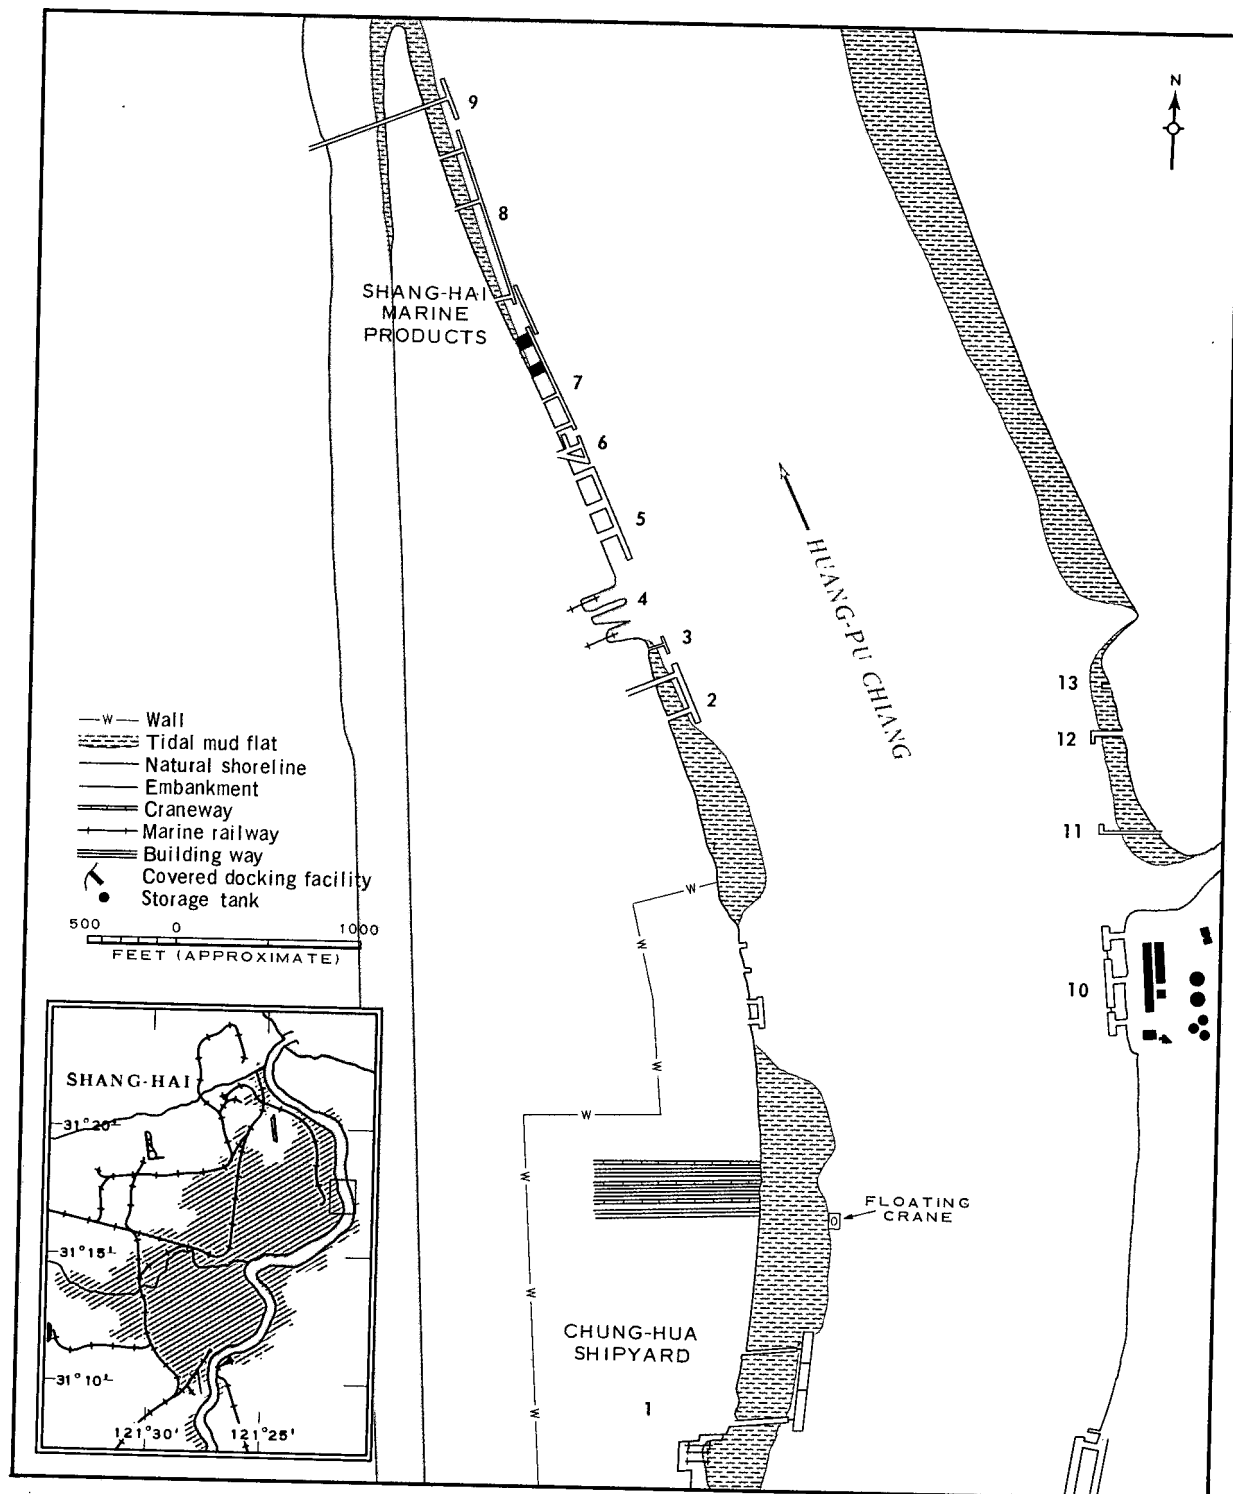 N
9
8
SHANG-HAI
MARINE
PRODUCTS
7
6
5
4
3
2
HUANG-PU CHIANG
13
12
11
10
W Wall
Tidal mud flat
Natural shoreline
Embankment
Craneway
Marine railway
Building way
Covered docking facility
Storage tank
500 0 1000
FEET (APPROXIMATE)
W
W
W
W
W
W
W
FLOATING
CRANE
CHUNG-HUA
SHIPYARD
1
SHANG-HAI
31°20'
31°15'
31°10'
121°30' 121°25'